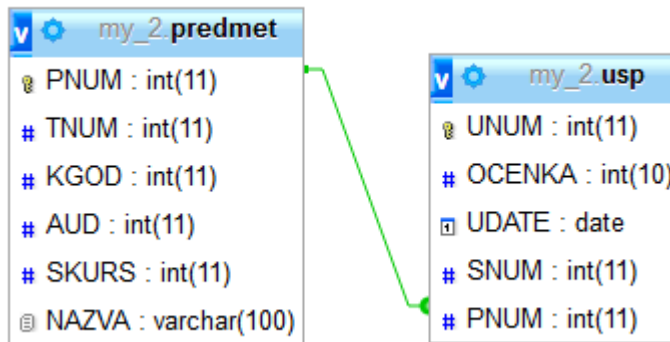 v my_2.predmet
PNUM : int(11)
# TNUM : int(11)
# KGOD : int(11)
# AUD : int(11)
# SKURS : int(11)
NAZVA : varchar(100)
v my_2.usp
UNUM : int(11)
# OCENKA : int(10)
UDATE : date
# SNUM : int(11)
# PNUM : int(11)